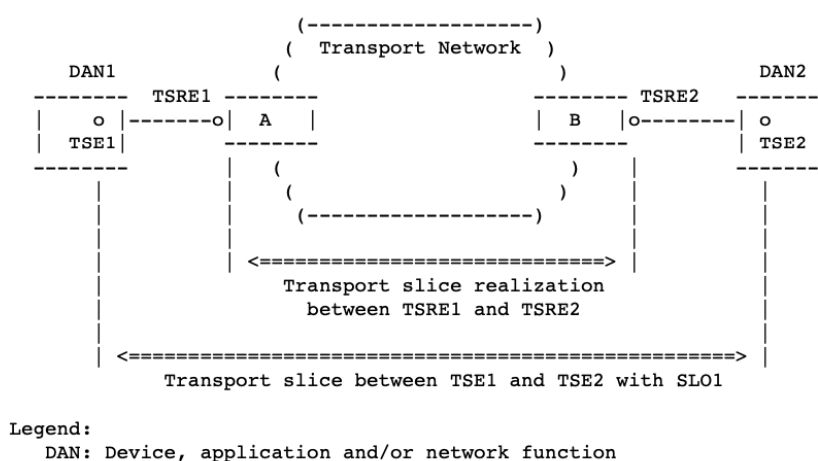 Transport Network
DAN1 DAN2
TSRE1 TSRE2
o o A B o o
TSE1 TSE2
Transport slice realization
between TSRE1 and TSRE2
Transport slice between TSE1 and TSE2 with SLO1
Legend:
DAN: Device, application and/or network function